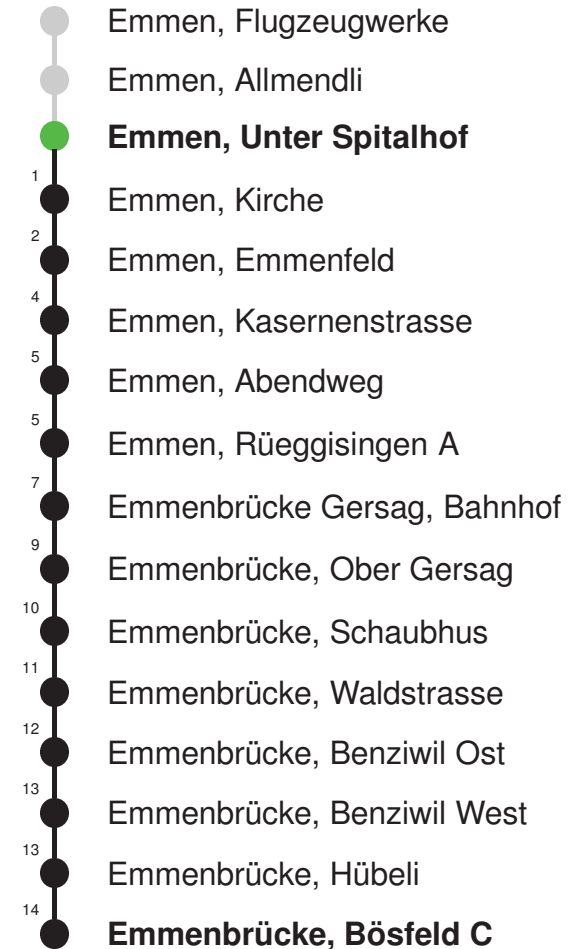 Emmen, Flugzeugwerke
Emmen, Allmendli
Emmen, Unter Spitalhof
1 Emmen, Kirche
2 Emmen, Emmenfeld
4 Emmen, Kasernenstrasse
5 Emmen, Abendweg
5 Emmen, Rüeggisingen A
7 Emmenbrücke Gersag, Bahnhof
9 Emmenbrücke, Ober Gersag
10 Emmenbrücke, Schaubhus
11 Emmenbrücke, Waldstrasse
12 Emmenbrücke, Benziwil Ost
13 Emmenbrücke, Benziwil West
13 Emmenbrücke, Hübeli
14 Emmenbrücke, Bösfeld C